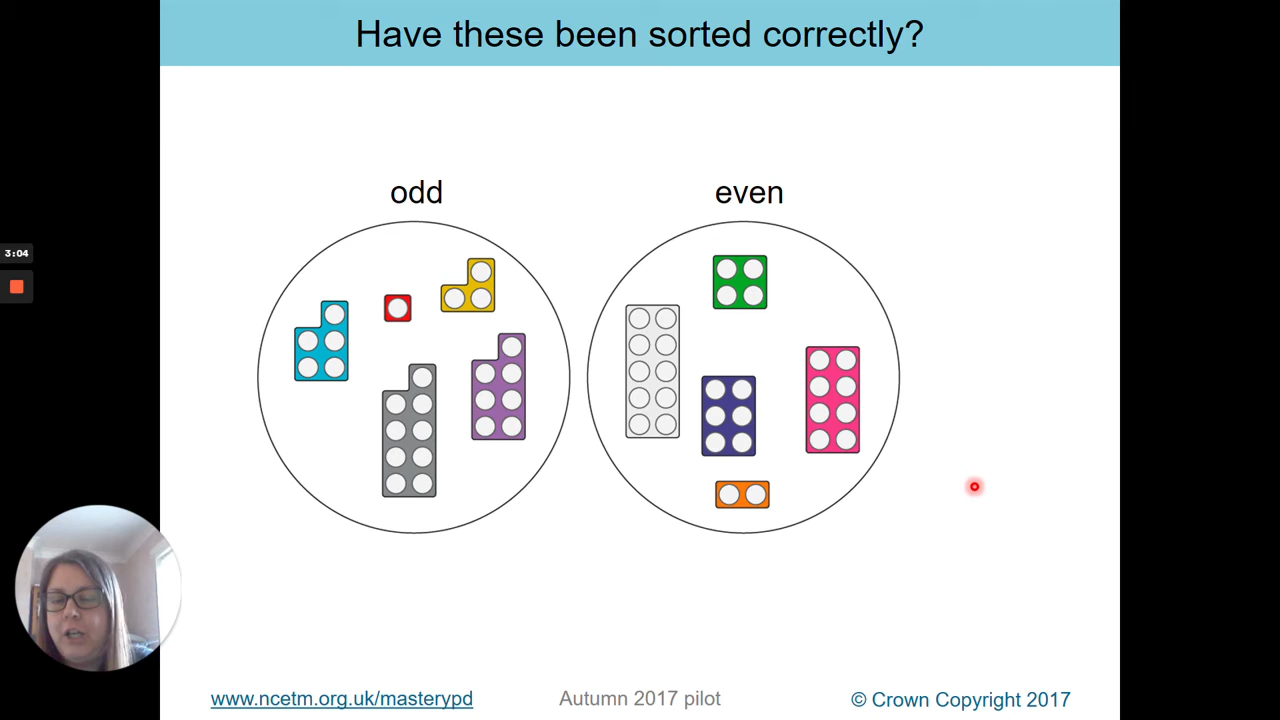 Have these been sorted correctly?
odd
even
3:04
www.ncetm.org.uk/masterypd
Autumn 2017 pilot
© Crown Copyright 2017